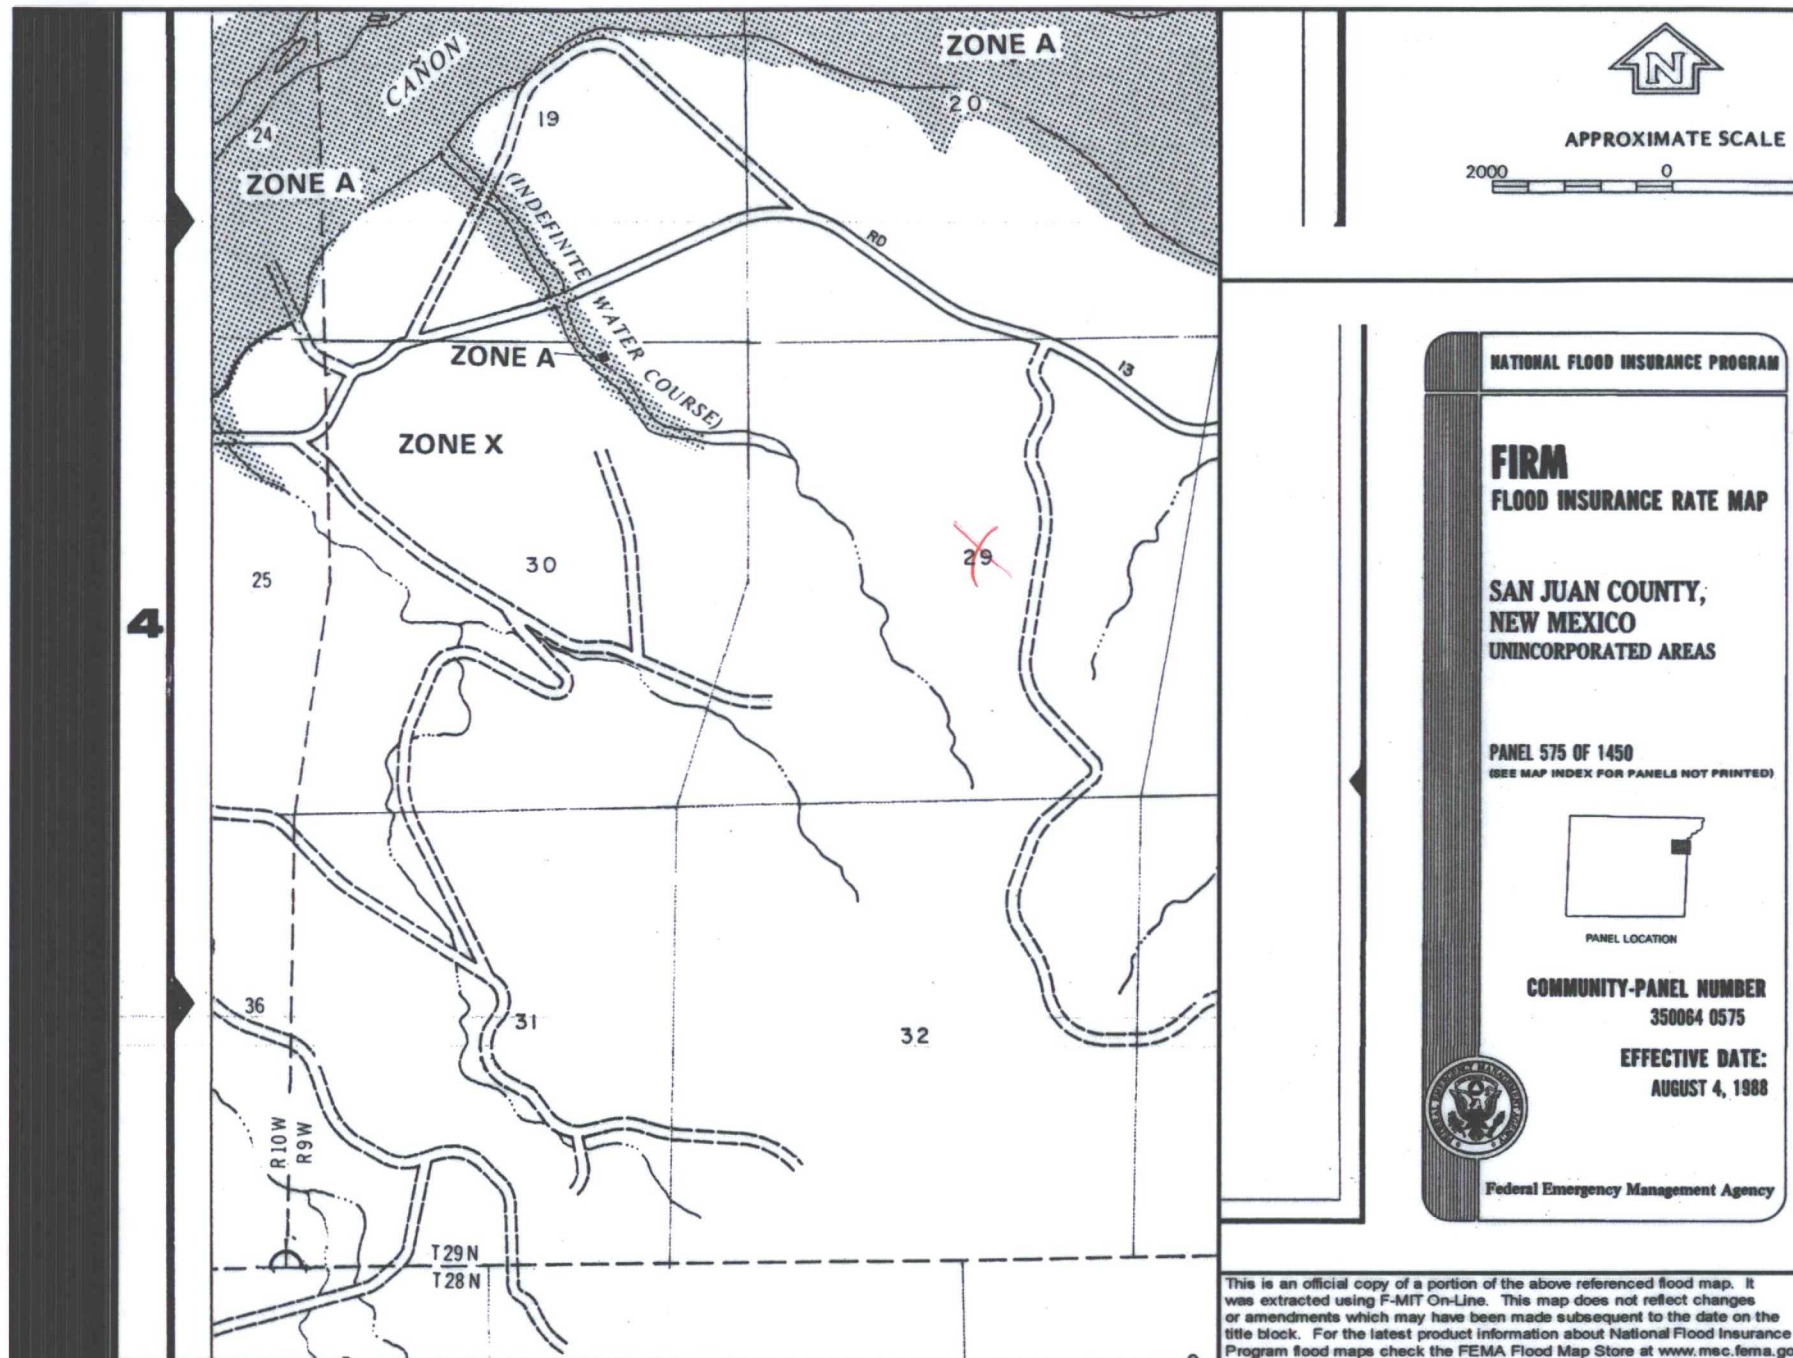 CAÑON
ZONE A
20
19
24
ZONE A
(INDEFINITE WATER COURSE)
RD
13
ZONE A
ZONE X
29
30
25
4
36
31
32
R10W
R9W
T29N
T28N
N
APPROXIMATE SCALE
2000 0
NATIONAL FLOOD INSURANCE PROGRAM
FIRM
FLOOD INSURANCE RATE MAP
SAN JUAN COUNTY,
NEW MEXICO
UNINCORPORATED AREAS
PANEL 575 OF 1450
(SEE MAP INDEX FOR PANELS NOT PRINTED)
PANEL LOCATION
COMMUNITY-PANEL NUMBER
350064 0575
EFFECTIVE DATE:
AUGUST 4, 1988
Federal Emergency Management Agency
This is an official copy of a portion of the above referenced flood map. It
was extracted using F-MIT On-Line. This map does not reflect changes
or amendments which may have been made subsequent to the date on the
title block. For the latest product information about National Flood Insurance
Program flood maps check the FEMA Flood Map Store at www.msc.fema.go